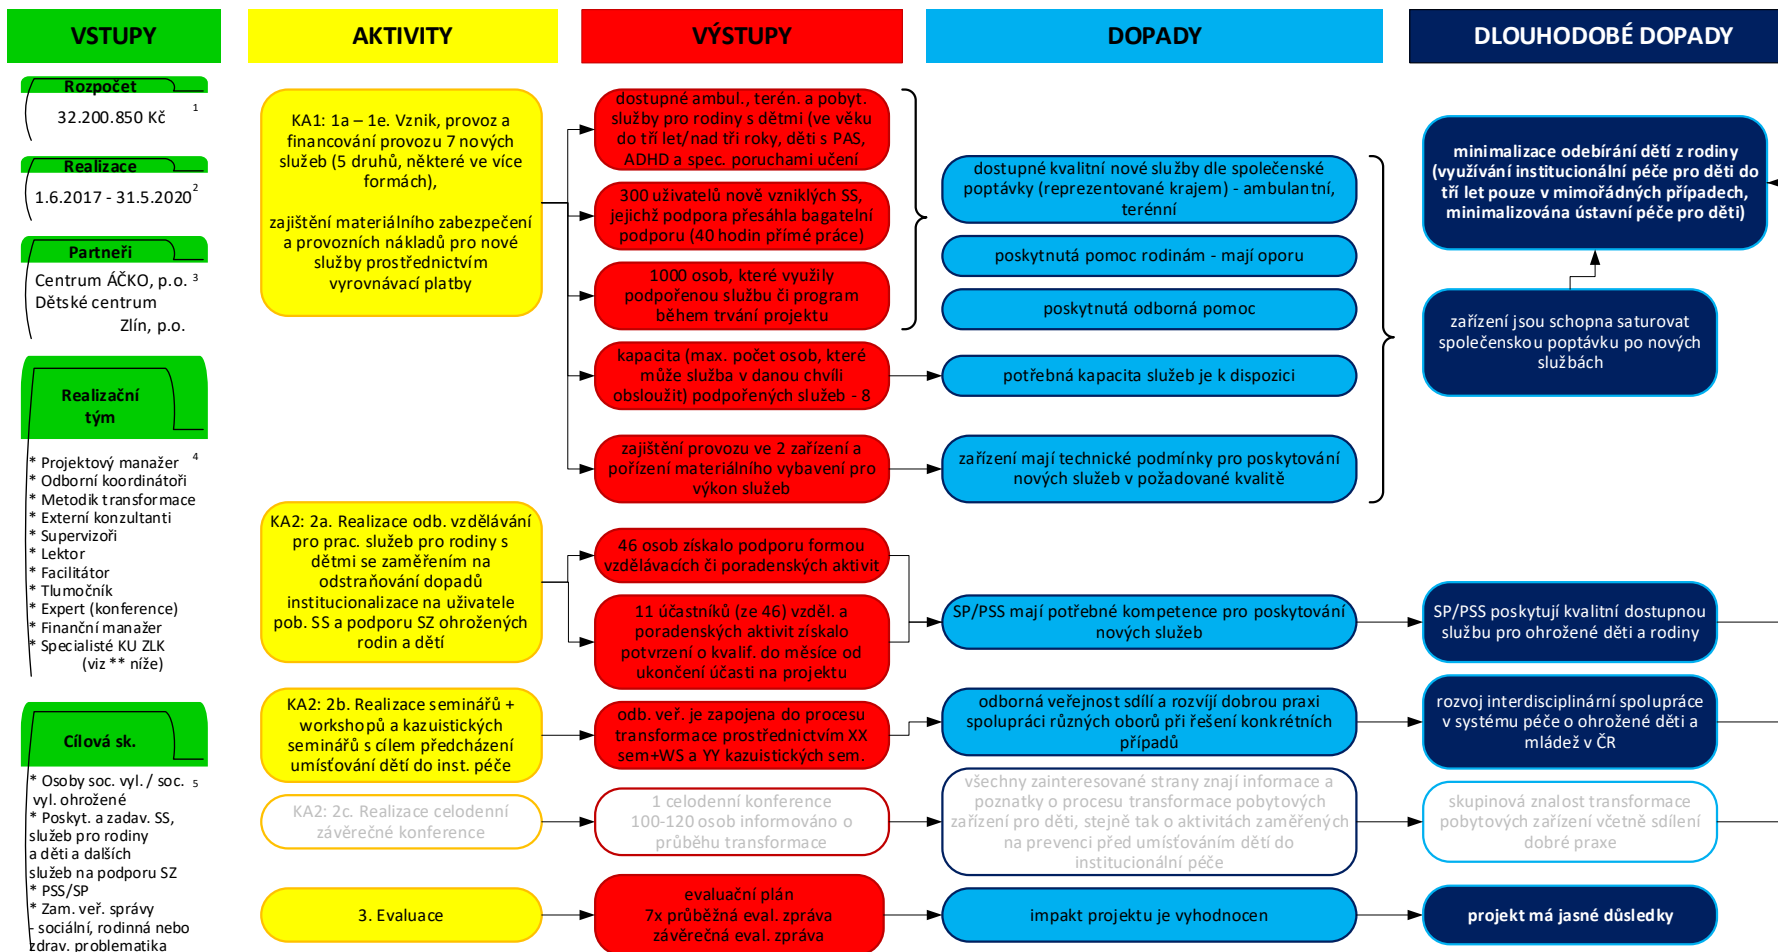 VSTUPY
AKTIVITY
VÝSTUPY
DOPADY
DLOUHODOBÉ DOPADY
Rozpočet
32.200.850 Kč 1
Realizace
1.6.2017 - 31.5.2020 2
Partneři
Centrum ÁČKO, p.o. 3
Dětské centrum
Zlín, p.o.
Realizační
tým
* Projektový manažer 4
* Odborní koordinátoři
* Metodik transformace
* Externí konzultanti
* Supervizoři
* Lektor
* Facilitátor
* Tlumočník
* Expert (konference)
* Finanční manažer
* Specialisté KU ZLK
(viz ** níže)
Cílová sk.
* Osoby soc. vyl. / soc. 5
vyl. ohrožené
* Poskyt. a zadav. SS,
služeb pro rodiny
a děti a dalších
služeb na podporu SZ
* PSS/SP
* Zam. veř. správy
- sociální, rodinná nebo
zdrav. problematika
KA1: 1a – 1e. Vznik, provoz a
financování provozu 7 nových
služeb (5 druhů, některé ve více
formách),
zajištění materiálního zabezpečení
a provozních nákladů pro nové
služby prostřednictvím
vyrovnávací platby
KA2: 2a. Realizace odb. vzdělávání
pro prac. služeb pro rodiny s
dětmi se zaměřením na
odstraňování dopadů
institucionalizace na uživatele
pob. SS a podporu SZ ohrožených
rodin a dětí
KA2: 2b. Realizace seminářů +
workshopů a kazuistických
seminářů s cílem předcházení
umísťování dětí do inst. péče
KA2: 2c. Realizace celodenní
závěrečné konference
3. Evaluace
dostupné ambul., terén. a pobyt.
služby pro rodiny s dětmi (ve věku
do tří let/nad tři roky, děti s PAS,
ADHD a spec. poruchami učení
300 uživatelů nově vzniklých SS,
jejichž podpora přesáhla bagatelní
podporu (40 hodin přímé práce)
1000 osob, které využily
podpořenou službu či program
během trvání projektu
kapacita (max. počet osob, které
může služba v danou chvíli
obsloužit) podpořených služeb - 8
zajištění provozu ve 2 zařízení a
pořízení materiálního vybavení pro
výkon služeb
46 osob získalo podporu formou
vzdělávacích či poradenských aktivit
11 účastníků (ze 46) vzděl. a
poradenských aktivit získalo
potvrzení o kvalif. do měsíce od
ukončení účasti na projektu
odb. veř. je zapojena do procesu
transformace prostřednictvím XX
sem+WS a YY kazuistických sem.
1 celodenní konference
100-120 osob informováno o
průběhu transformace
evaluační plán
7x průběžná eval. zpráva
závěrečná eval. zpráva
dostupné kvalitní nové služby dle společenské
poptávky (reprezentované krajem) - ambulantní,
terénní
poskytnutá pomoc rodinám - mají oporu
poskytnutá odborná pomoc
potřebná kapacita služeb je k dispozici
zařízení mají technické podmínky pro poskytování
nových služeb v požadované kvalitě
SP/PSS mají potřebné kompetence pro poskytování
nových služeb
odborná veřejnost sdílí a rozvíjí dobrou praxi
spolupráci různých oborů při řešení konkrétních
případů
všechny zainteresované strany znají informace a
poznatky o procesu transformace pobytových
zařízení pro děti, stejně tak o aktivitách zaměřených
na prevenci před umísťováním dětí do
institucionální péče
impakt projektu je vyhodnocen
minimalizace odebírání dětí z rodiny
(využívání institucionální péče pro děti do
tří let pouze v mimořádných případech,
minimalizována ústavní péče pro děti)
zařízení jsou schopna saturovat
společenskou poptávku po nových
službách
SP/PSS poskytují kvalitní dostupnou
službu pro ohrožené děti a rodiny
rozvoj interdisciplinární spolupráce
v systému péče o ohrožené děti a
mládež v ČR
skupinová znalost transformace
pobytových zařízení včetně sdílení
dobré praxe
projekt má jasné důsledky